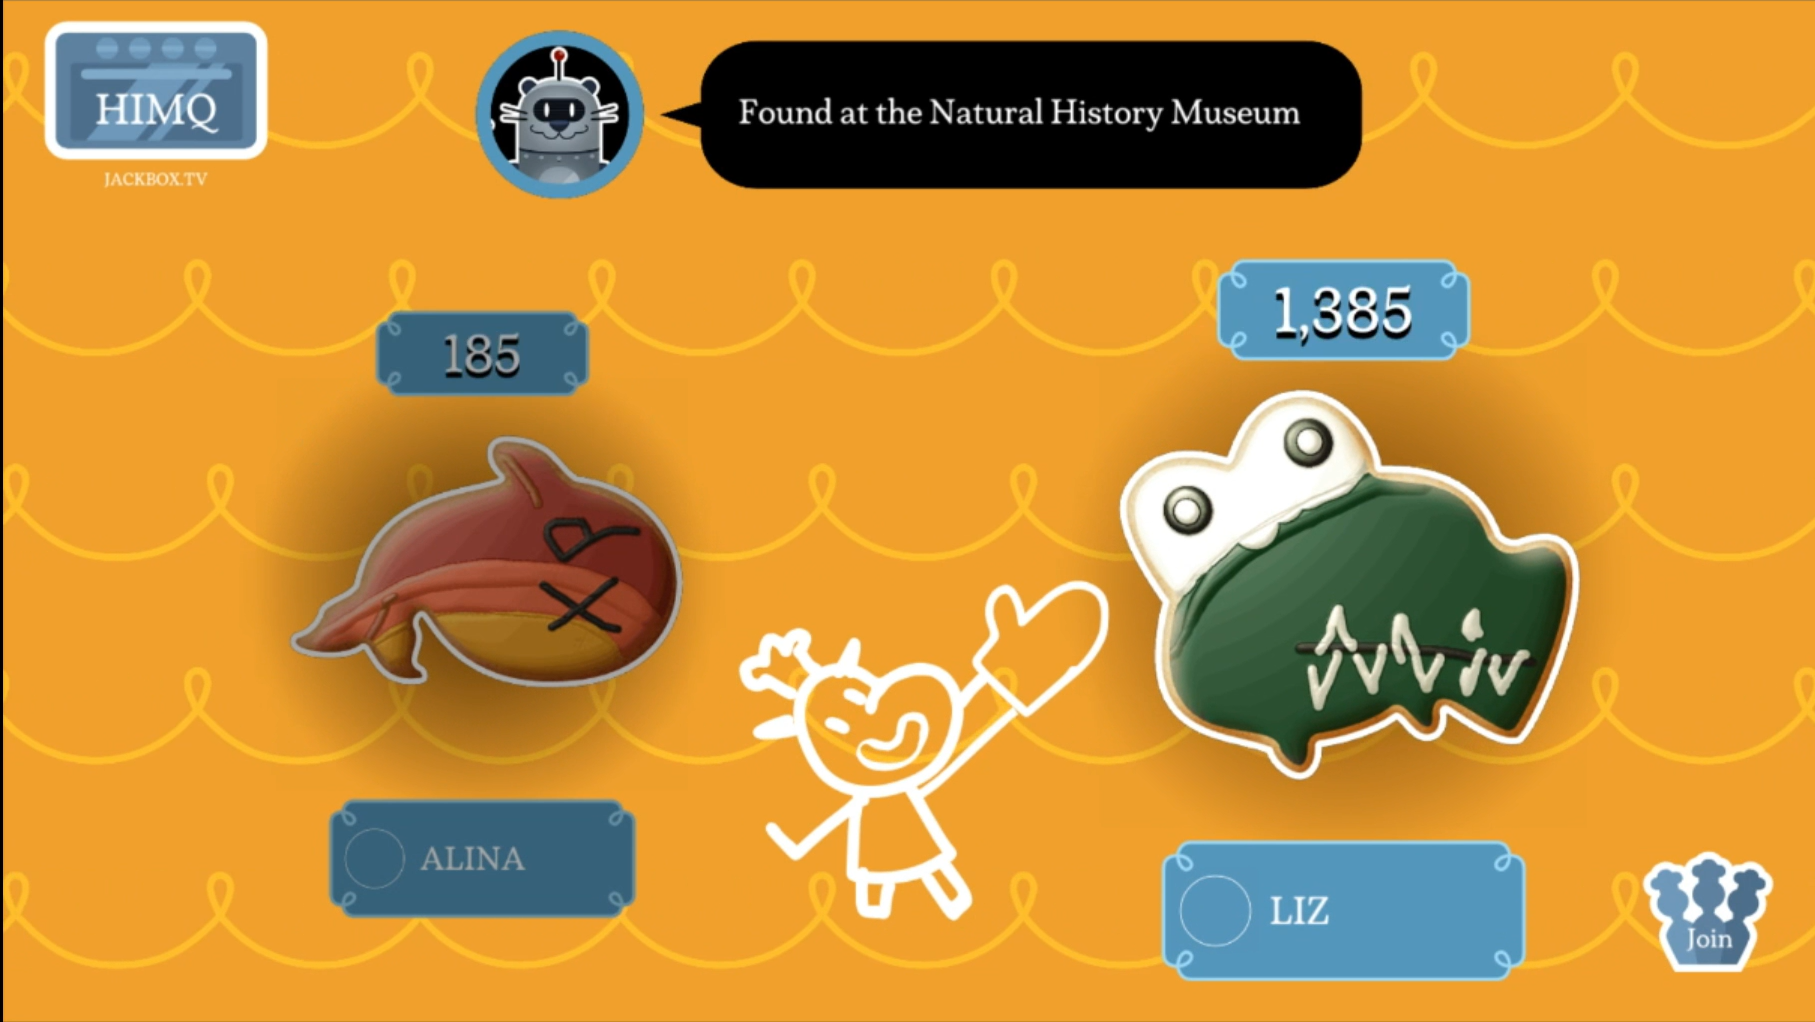 HIMQ
JACKBOX.TV
Found at the Natural History Museum
185
1,385
ALINA
LIZ
Join